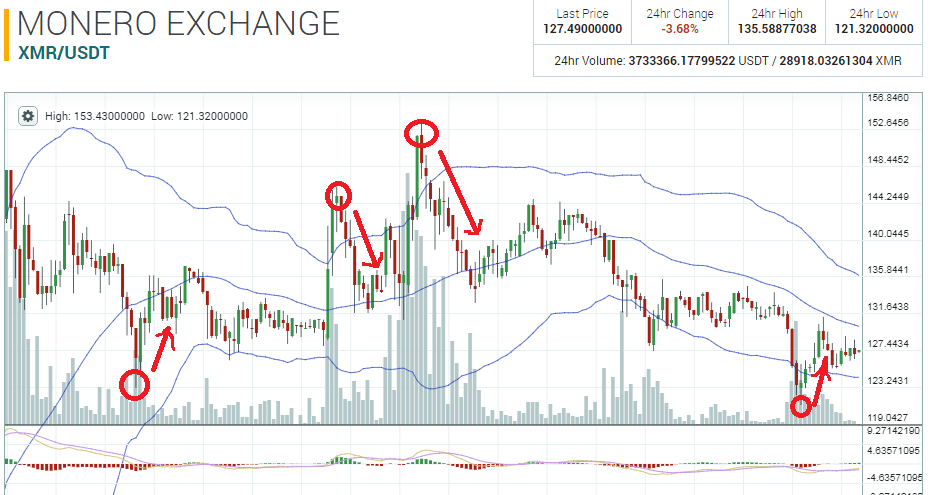 MONERO EXCHANGE
XMR/USDT
Last Price
127.49000000
24hr Change
-3.68%
24hr High
135.58877038
24hr Low
121.32000000
24hr Volume: 3733366.17799522 USDT / 28918.03261304 XMR
High: 153.43000000 Low: 121.32000000
156.8460
152.6456
148.4452
144.2449
140.0445
135.8441
131.6438
127.4434
123.2431
119.0427
9.27142190
4.63571095
-4.63571095